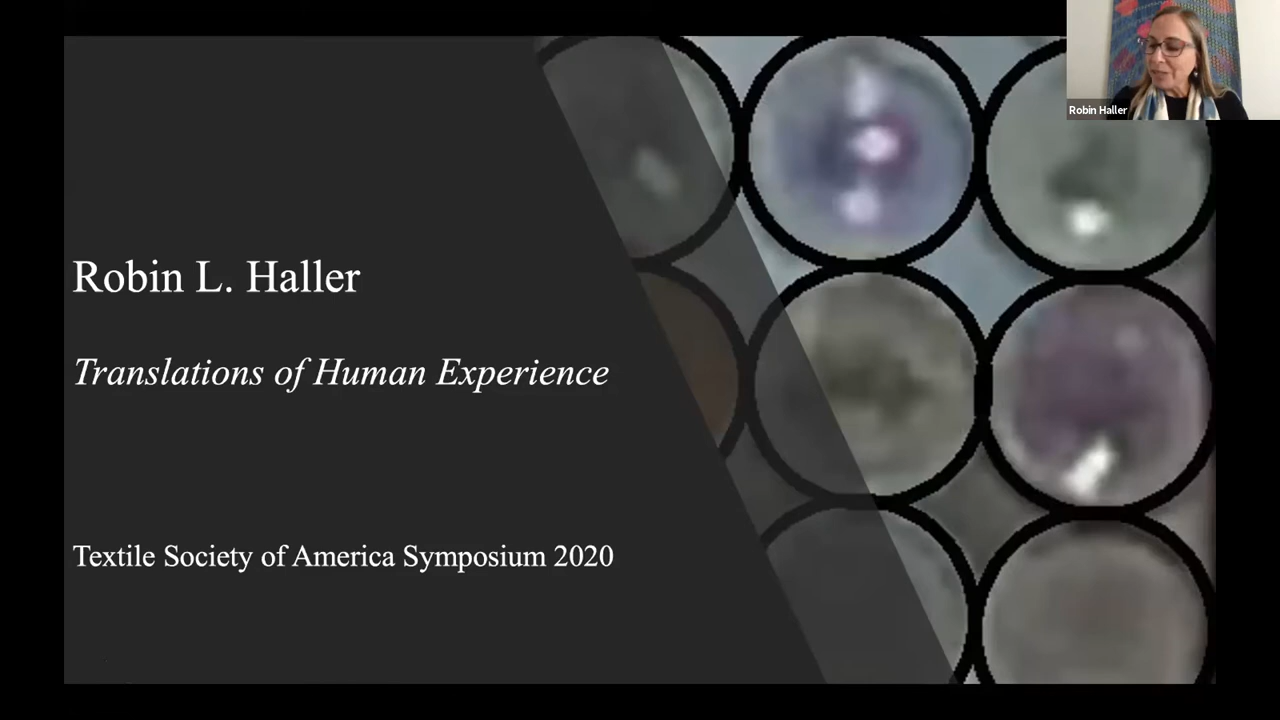 Robin Haller
Robin L. Haller
Translations of Human Experience
Textile Society of America Symposium 2020